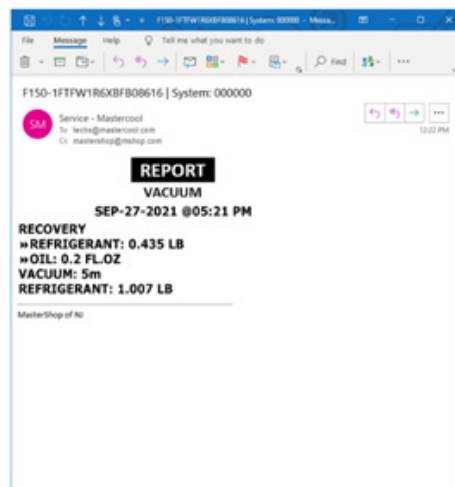 F150-1FTFW1R6XBFB08616 | System: 000000 - Messa...
File Message Help Tell me what you want to do
Find
F150-1FTFW1R6XBFB08616 | System: 000000
SM
Service - Mastercool
To techs@mastercool.com
Cc mastershop@mshop.com
12:22 PM
REPORT
VACUUM
SEP-27-2021 @05:21 PM
RECOVERY
»REFRIGERANT: 0.435 LB
»OIL: 0.2 FL.OZ
VACUUM: 5m
REFRIGERANT: 1.007 LB
MasterShop of NJ